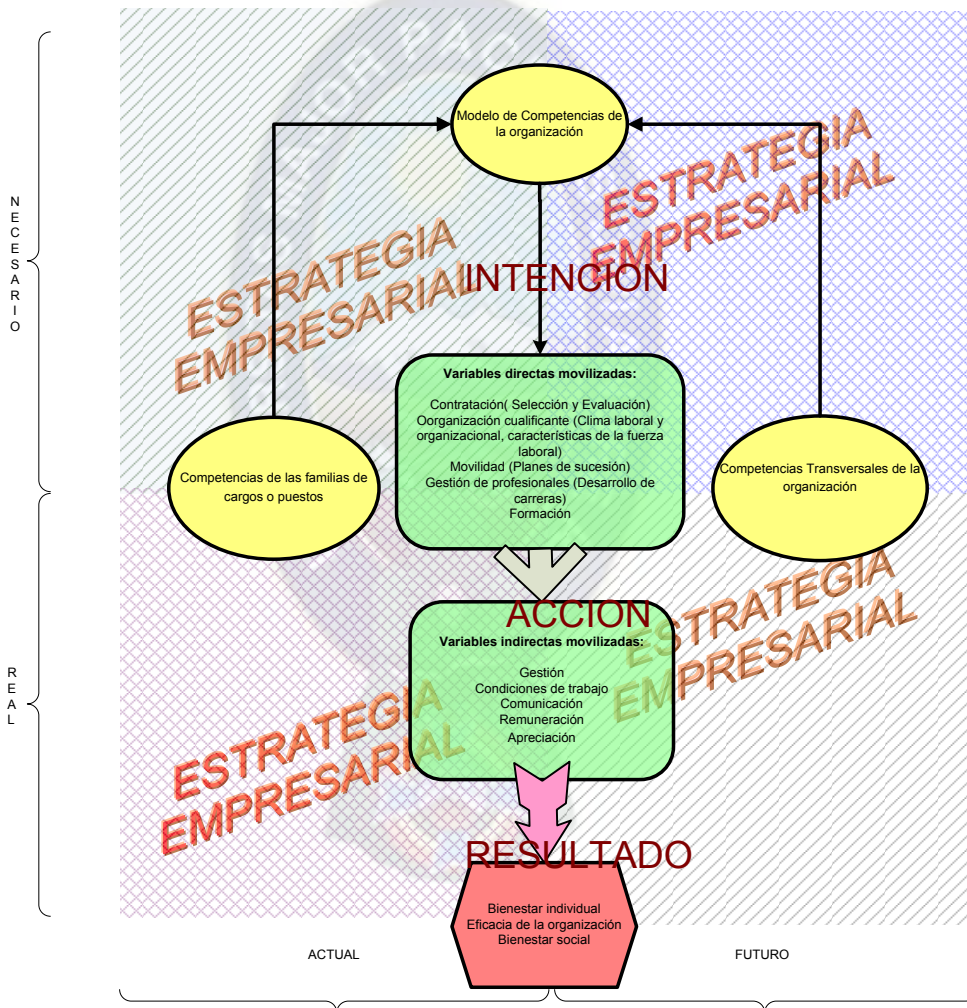 Modelo de Competencias de
la organización
ESTRATEGIA
EMPRESARIAL
ESTRATEGIA
EMPRESARIAL
INTENCION
NECESARIO
Variables directas movilizadas:
Contratación( Selección y Evaluación)
Oorganización cualificante (Clima laboral y
organizacional, características de la fuerza
laboral)
Movilidad (Planes de sucesión)
Gestión de profesionales (Desarrollo de
carreras)
Formación
Competencias de las familias de
cargos o puestos
Competencias Transversales de la
organización
ACCION
ESTRATEGIA
EMPRESARIAL
REAL
Variables indirectas movilizadas:
Gestión
Condiciones de trabajo
Comunicación
Remuneración
Apreciación
ESTRATEGIA
EMPRESARIAL
RESULTADO
Bienestar individual
Eficacia de la organización
Bienestar social
ACTUAL
FUTURO